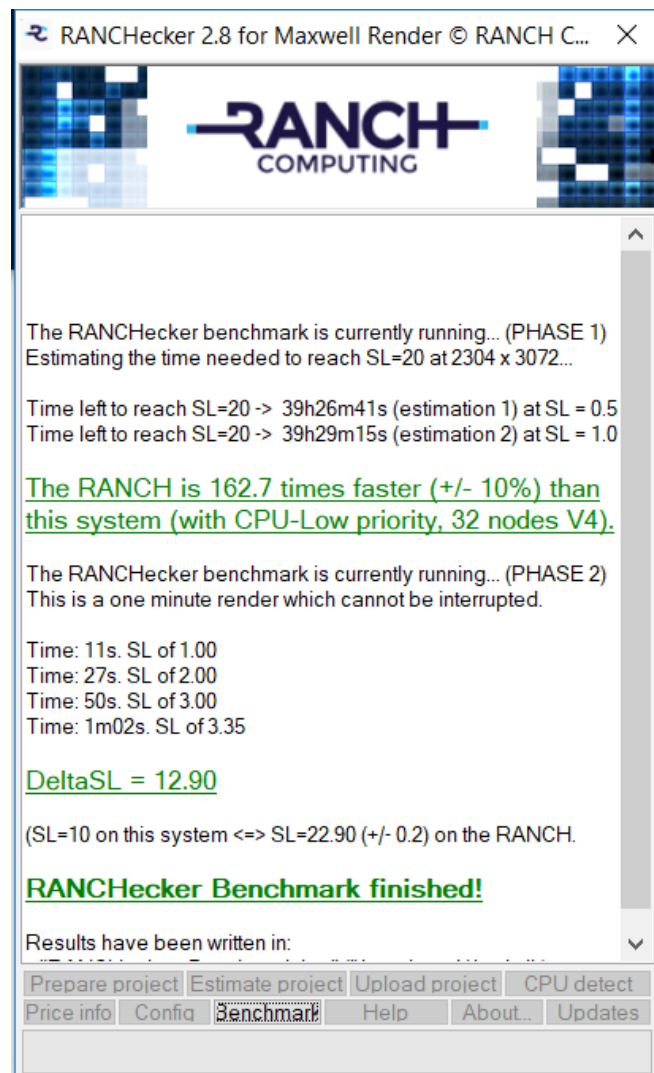 RANCHecker 2.8 for Maxwell Render © RANCH C...
RANCH
COMPUTING
The RANCHecker benchmark is currently running... (PHASE 1)
Estimating the time needed to reach SL=20 at 2304 x 3072...
Time left to reach SL=20 -> 39h26m41s (estimation 1) at SL = 0.5
Time left to reach SL=20 -> 39h29m15s (estimation 2) at SL = 1.0
The RANCH is 162.7 times faster (+/- 10%) than
this system (with CPU-Low priority, 32 nodes V4).
The RANCHecker benchmark is currently running... (PHASE 2)
This is a one minute render which cannot be interrupted.
Time: 11s. SL of 1.00
Time: 27s. SL of 2.00
Time: 50s. SL of 3.00
Time: 1m02s. SL of 3.35
DeltaSL = 12.90
(SL=10 on this system <=> SL=22.90 (+/- 0.2) on the RANCH.
RANCHecker Benchmark finished!
Results have been written in:
Prepare project Estimate project Upload project CPU detect
Price info Config Benchmark Help About... Updates